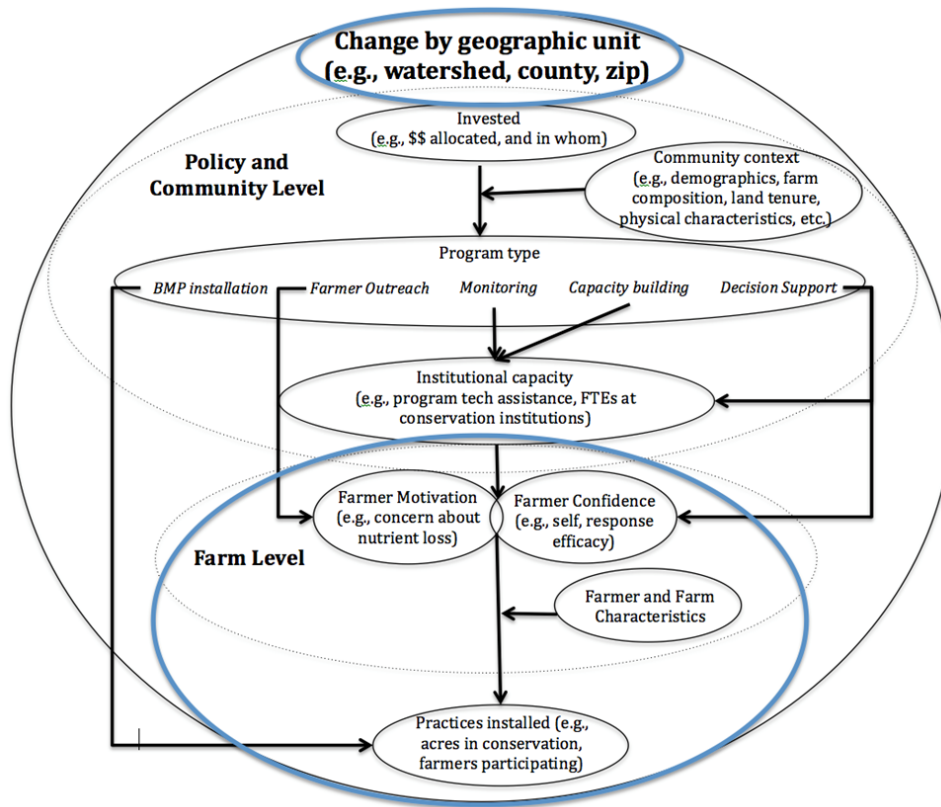 Change by geographic unit
(e.g., watershed, county, zip)
Invested
(e.g., $$ allocated, and in whom)
Policy and
Community Level
Community context
(e.g., demographics, farm
composition, land tenure,
physical characteristics, etc.)
Program type
BMP installation
Farmer Outreach
Monitoring
Capacity building
Decision Support
Institutional capacity
(e.g., program tech assistance, FTEs at
conservation institutions)
Farmer Motivation
(e.g., concern about
nutrient loss)
Farmer Confidence
(e.g., self, response
efficacy)
Farm Level
Farmer and Farm
Characteristics
Practices installed (e.g.,
acres in conservation,
farmers participating)